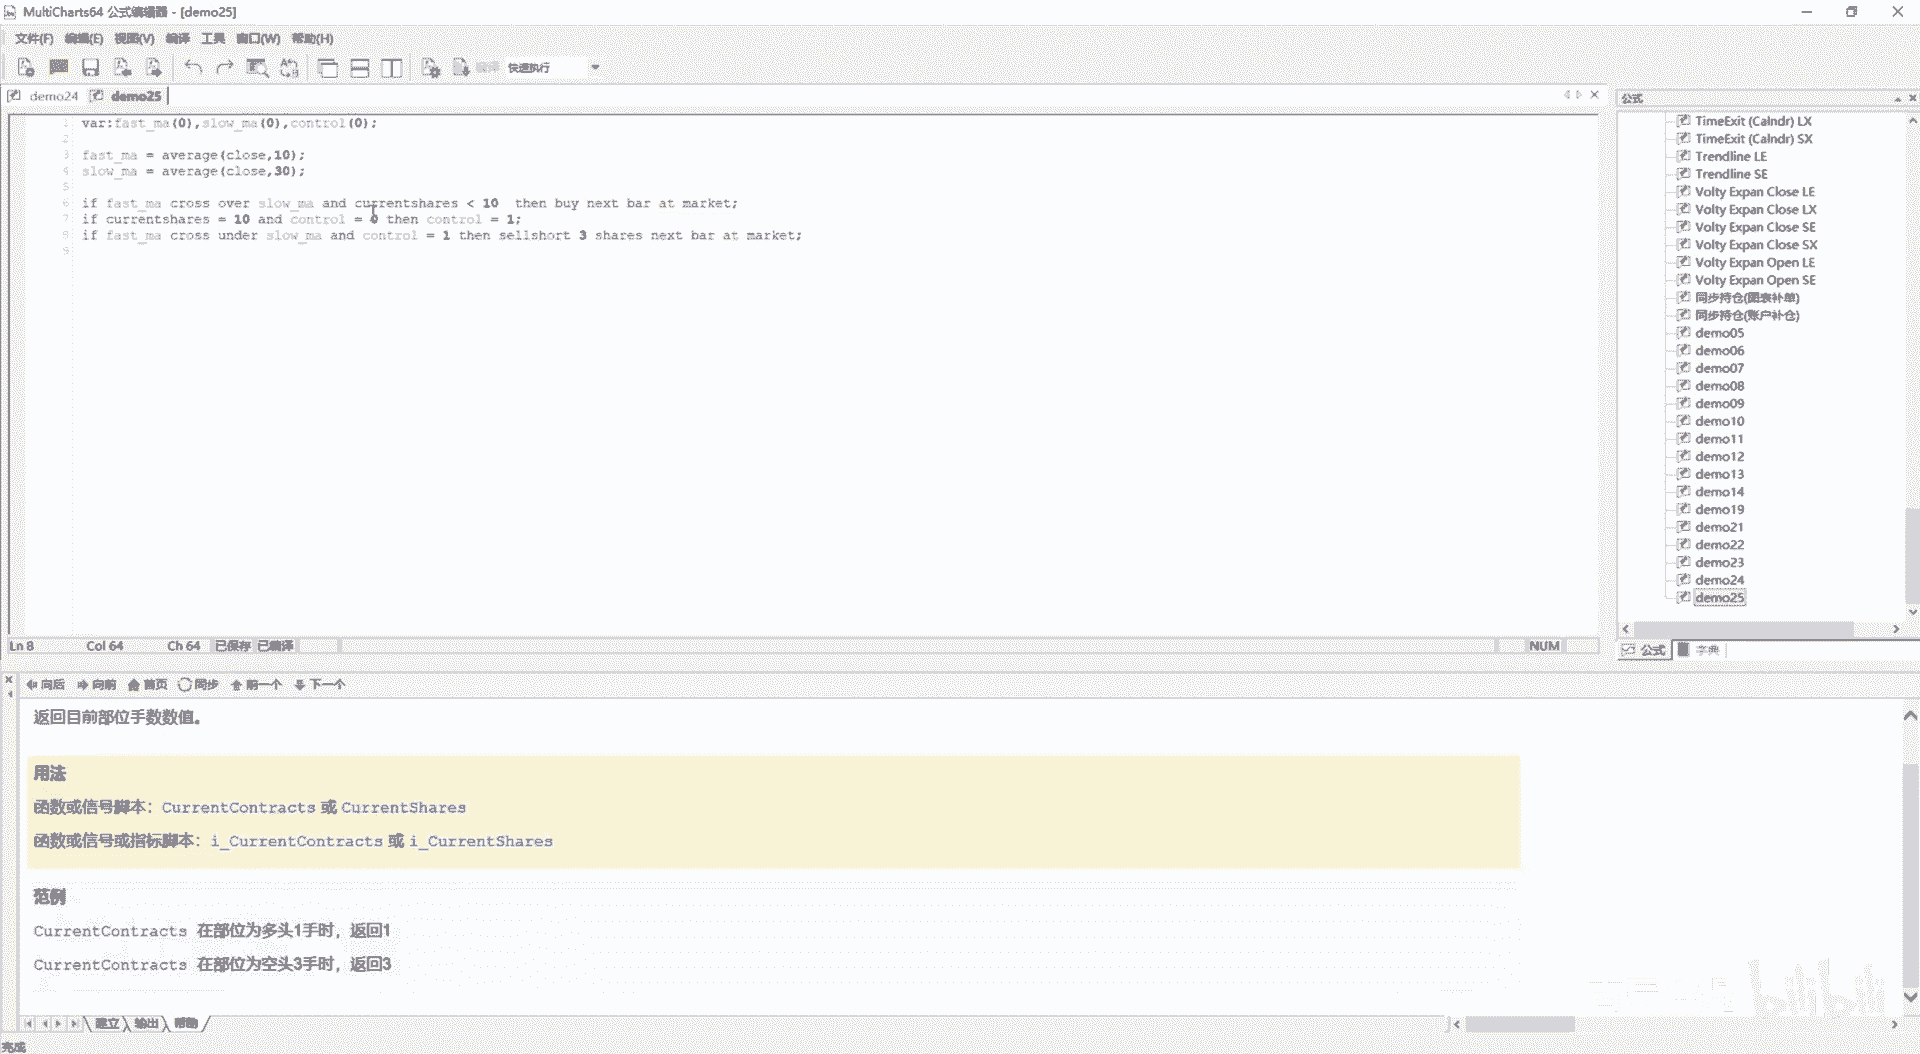 MultiCharts64 公式编辑器 - [demo25]
文件(F) 编辑(E) 视图(V) 编译 工具 窗口(W) 帮助(H)
编译 快速执行
demo24 demo25
公式
1 var:fast_ma(0),slow_ma(0),control(0);
2
3 fast_ma = average(close,10);
4 slow_ma = average(close,30);
5
6 if fast_ma cross over slow_ma and currentshares < 10 then buy next bar at market;
7 if currentshares = 10 and control = 0 then control = 1;
8 if fast_ma cross under slow_ma and control = 1 then sellshort 3 shares next bar at market;
9
TimeExit (Calndr) LX
TimeExit (Calndr) SX
Trendline LE
Trendline SE
Volty Expan Close LE
Volty Expan Close LX
Volty Expan Close SE
Volty Expan Close SX
Volty Expan Open LE
Volty Expan Open SE
同步持仓(图表补单)
同步持仓(账户补仓)
demo05
demo06
demo07
demo08
demo09
demo10
demo11
demo12
demo13
demo14
demo19
demo21
demo22
demo23
demo24
demo25
Ln 8 Col 64 Ch 64 已保存 已编译 NUM
公式 字典
向后 向前 首页 同步 前一个 下一个
返回目前部位手数数值。
用法
函数或信号脚本：CurrentContracts 或 CurrentShares
函数或信号或指标脚本：i_CurrentContracts 或 i_CurrentShares
范例
CurrentContracts 在部位为多头1手时，返回1
CurrentContracts 在部位为空头3手时，返回3
bilibili
建立 输出 帮助
完成